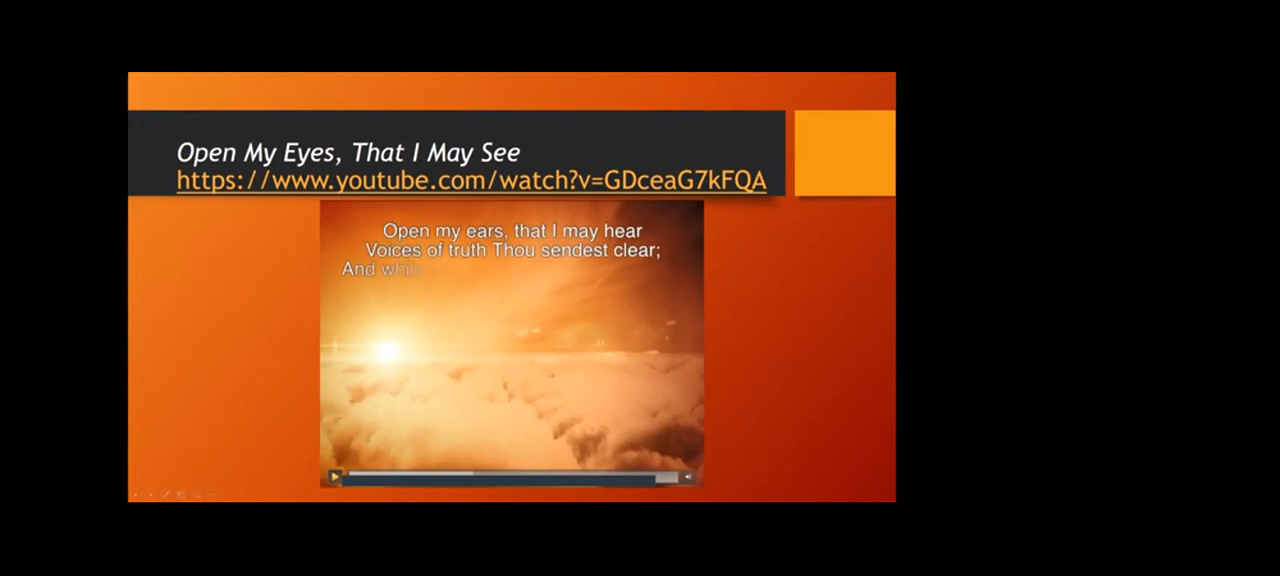 Open My Eyes, That I May See
https://www.youtube.com/watch?v=GDceaG7kFQA
Open my ears, that I may hear
Voices of truth Thou sendest clear;
And while